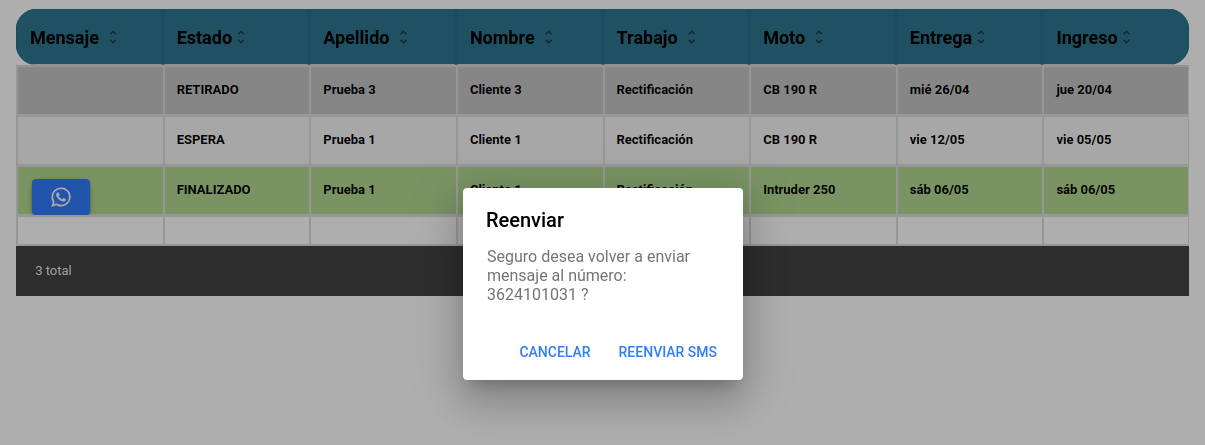 Mensaje Estado Apellido Nombre Trabajo Moto Entrega Ingreso
RETIRADO Prueba 3 Cliente 3 Rectificación CB 190 R mié 26/04 jue 20/04
ESPERA Prueba 1 Cliente 1 Rectificación CB 190 R vie 12/05 vie 05/05
FINALIZADO Prueba 1 Cliente 1 Rectificación Intruder 250 sáb 06/05 sáb 06/05
3 total
Reenviar
Seguro desea volver a enviar
mensaje al número:
3624101031 ?
CANCELAR REENVIAR SMS